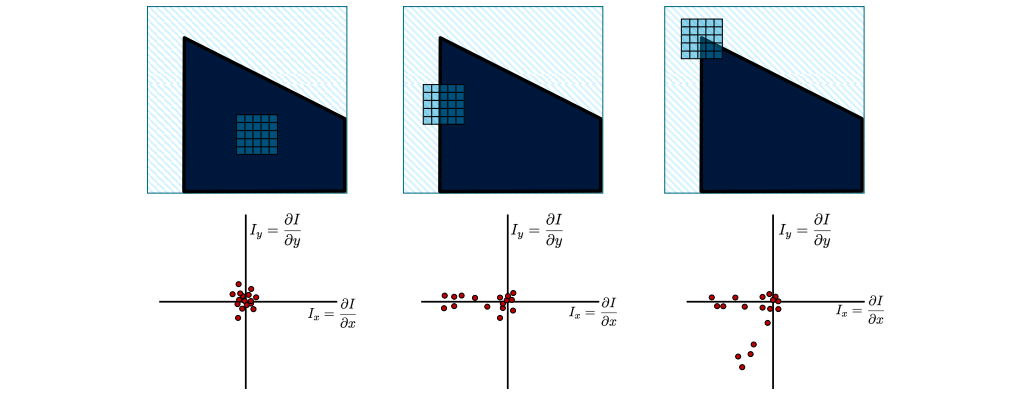 I_y = ∂I/∂y
I_x = ∂I/∂x
I_y = ∂I/∂y
I_x = ∂I/∂x
I_y = ∂I/∂y
I_x = ∂I/∂x